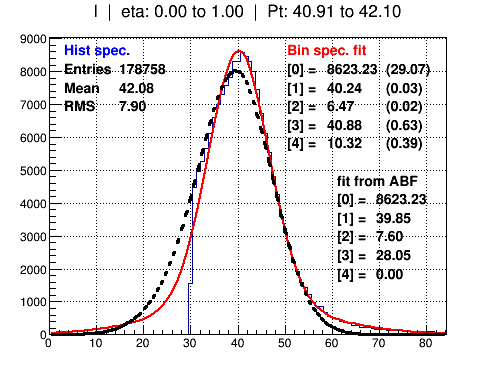 I | eta: 0.00 to 1.00 | Pt: 40.91 to 42.10
Hist spec.
Entries 178758
Mean 42.08
RMS 7.90
Bin spec. fit
[0] = 8623.23 (29.07)
[1] = 40.24 (0.03)
[2] = 6.47 (0.02)
[3] = 40.88 (0.63)
[4] = 10.32 (0.39)
fit from ABF
[0] = 8623.23
[1] = 39.85
[2] = 7.60
[3] = 28.05
[4] = 0.00
9000
8000
7000
6000
5000
4000
3000
2000
1000
0
0 10 20 30 40 50 60 70 80